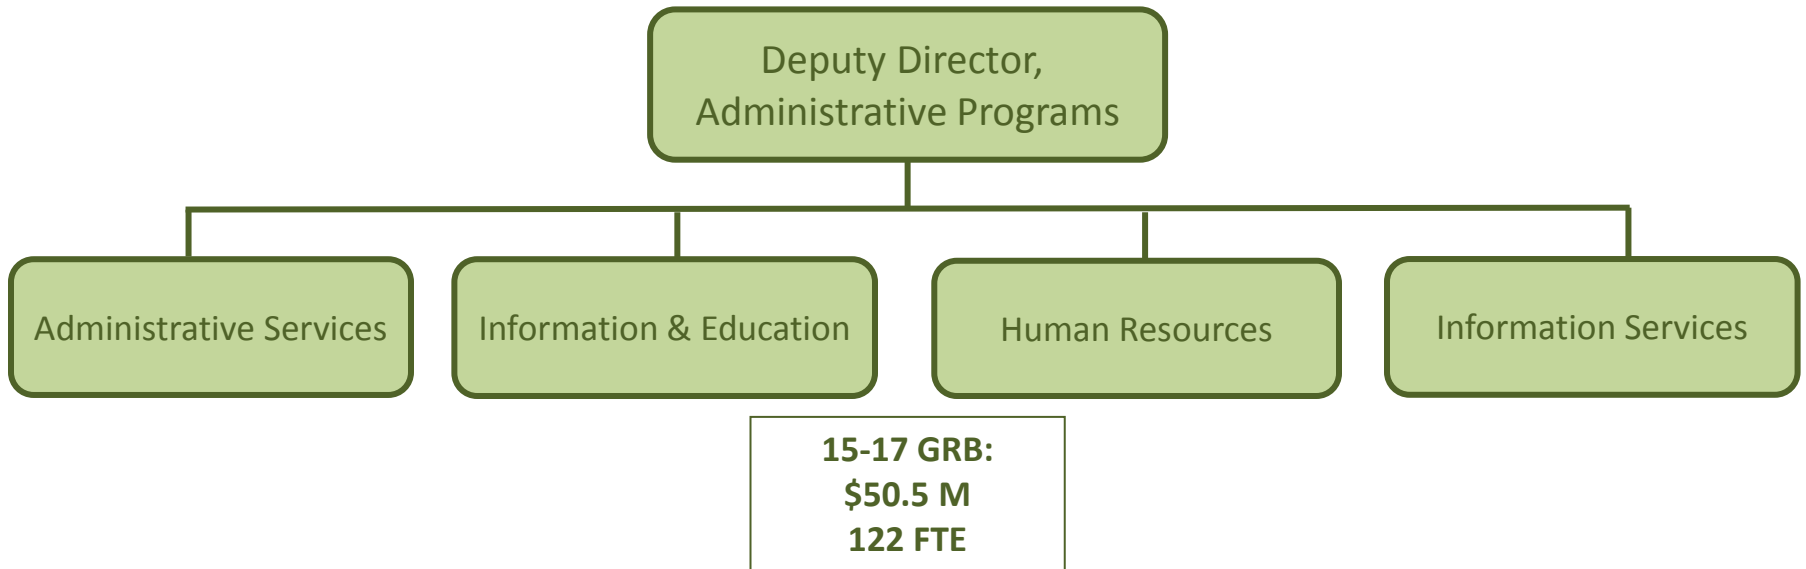 Deputy Director,
Administrative Programs
Administrative Services
Information & Education
Human Resources
Information Services
15-17 GRB:
$50.5 M
122 FTE